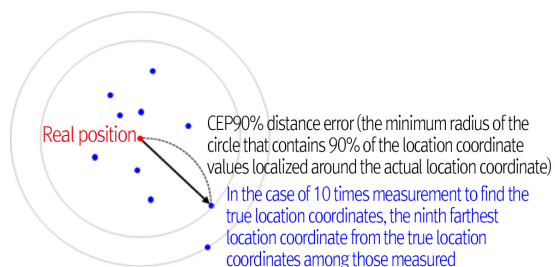 Real position
CEP90% distance error (the minimum radius of the
circle that contains 90% of the location coordinate
values localized around the actual location coordinate)
In the case of 10 times measurement to find the
true location coordinates, the ninth farthest
location coordinate from the true location
coordinates among those measured